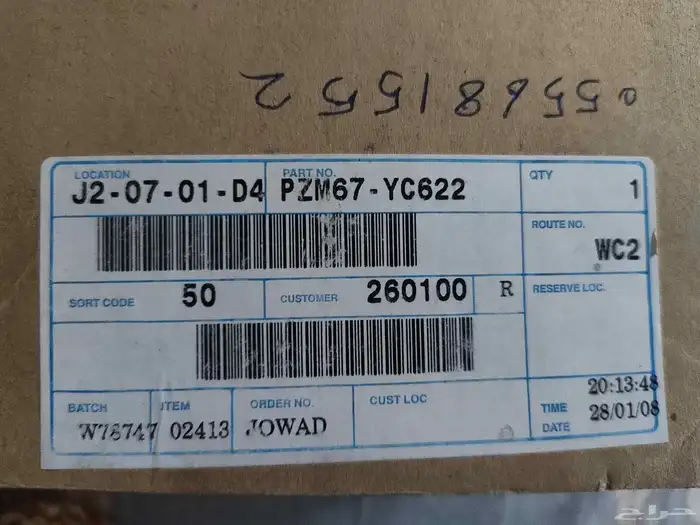 055681552
LOCATION
J2-07-01-D4
PART NO.
PZM67-YC622
QTY
1
ROUTE NO.
WC2
SORT CODE
50
CUSTOMER
260100
R
RESERVE LOC.
BATCH
W78747
ITEM
02413
ORDER NO.
JOWAD
CUST LOC
TIME
20:13:48
DATE
28/01/08
حراج